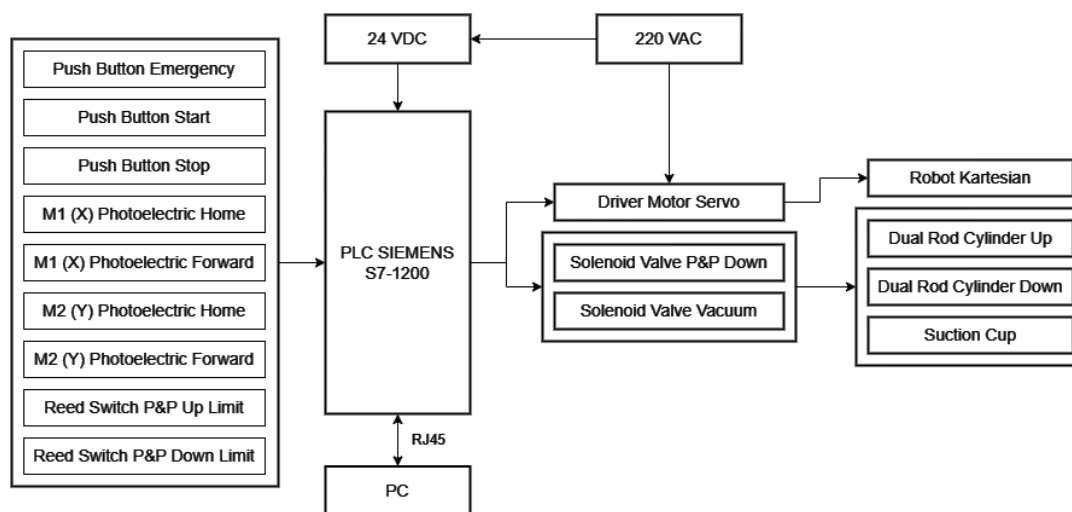 24 VDC
220 VAC
Push Button Emergency
Push Button Start
Push Button Stop
M1 (X) Photoelectric Home
M1 (X) Photoelectric Forward
M2 (Y) Photoelectric Home
M2 (Y) Photoelectric Forward
Reed Switch P&P Up Limit
Reed Switch P&P Down Limit
PLC SIEMENS
S7-1200
RJ45
PC
Driver Motor Servo
Solenoid Valve P&P Down
Solenoid Valve Vacuum
Robot Kartesian
Dual Rod Cylinder Up
Dual Rod Cylinder Down
Suction Cup